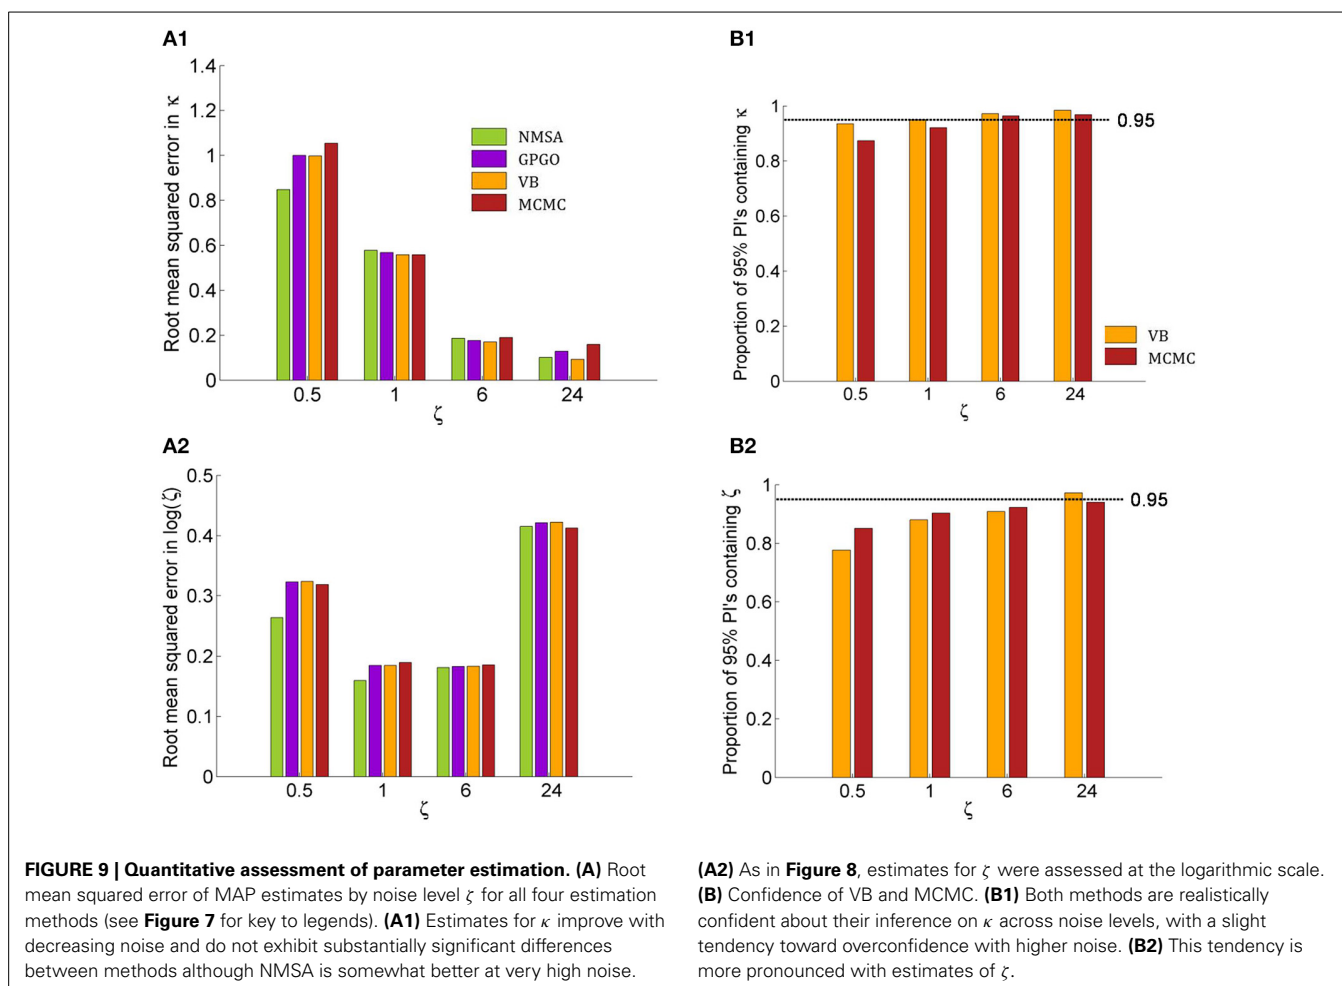 A1
Root mean squared error in κ
1.4
1.2
1
0.8
0.6
0.4
0.2
0
0.5 1 6 24
ζ
NMSA
GPGO
VB
MCMC
B1
Proportion of 95% PI's containing κ
1
0.8
0.6
0.4
0.2
0
0.95
0.5 1 6 24
ζ
VB
MCMC
A2
Root mean squared error in log(ζ)
0.5
0.4
0.3
0.2
0.1
0
0.5 1 6 24
ζ
B2
Proportion of 95% PI's containing ζ
1
0.8
0.6
0.4
0.2
0
0.95
0.5 1 6 24
ζ
FIGURE 9 | Quantitative assessment of parameter estimation. (A) Root
mean squared error of MAP estimates by noise level ζ for all four estimation
methods (see Figure 7 for key to legends). (A1) Estimates for κ improve with
decreasing noise and do not exhibit substantially significant differences
between methods although NMSA is somewhat better at very high noise.
(A2) As in Figure 8, estimates for ζ were assessed at the logarithmic scale.
(B) Confidence of VB and MCMC. (B1) Both methods are realistically
confident about their inference on κ across noise levels, with a slight
tendency toward overconfidence with higher noise. (B2) This tendency is
more pronounced with estimates of ζ.